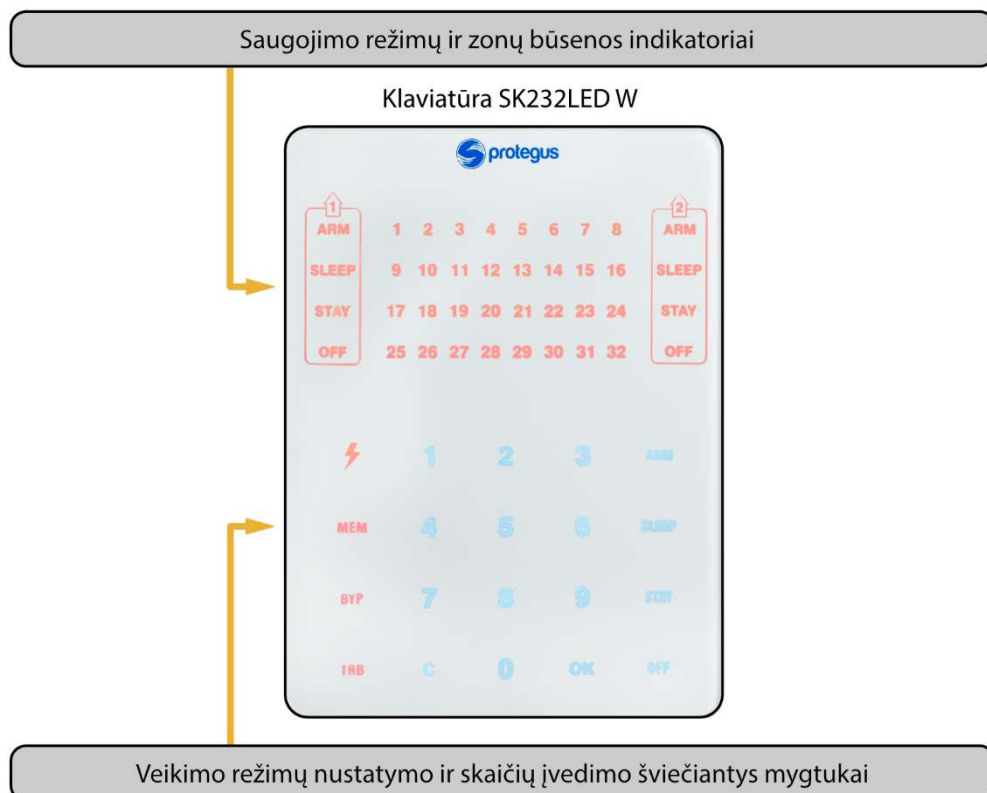 Saugojimo režimų ir zonų būsenos indikatoriai
Klaviatūra SK232LED W
protegus
1 2
ARM 1 2 3 4 5 6 7 8 ARM
SLEEP 9 10 11 12 13 14 15 16 SLEEP
STAY 17 18 19 20 21 22 23 24 STAY
OFF 25 26 27 28 29 30 31 32 OFF
1 2 3 ARM
MEM 4 5 6 SLEEP
BYP 7 8 9 STAY
TRB C 0 OK OFF
Veikimo režimų nustatymo ir skaičių įvedimo šviečiantys mygtukai